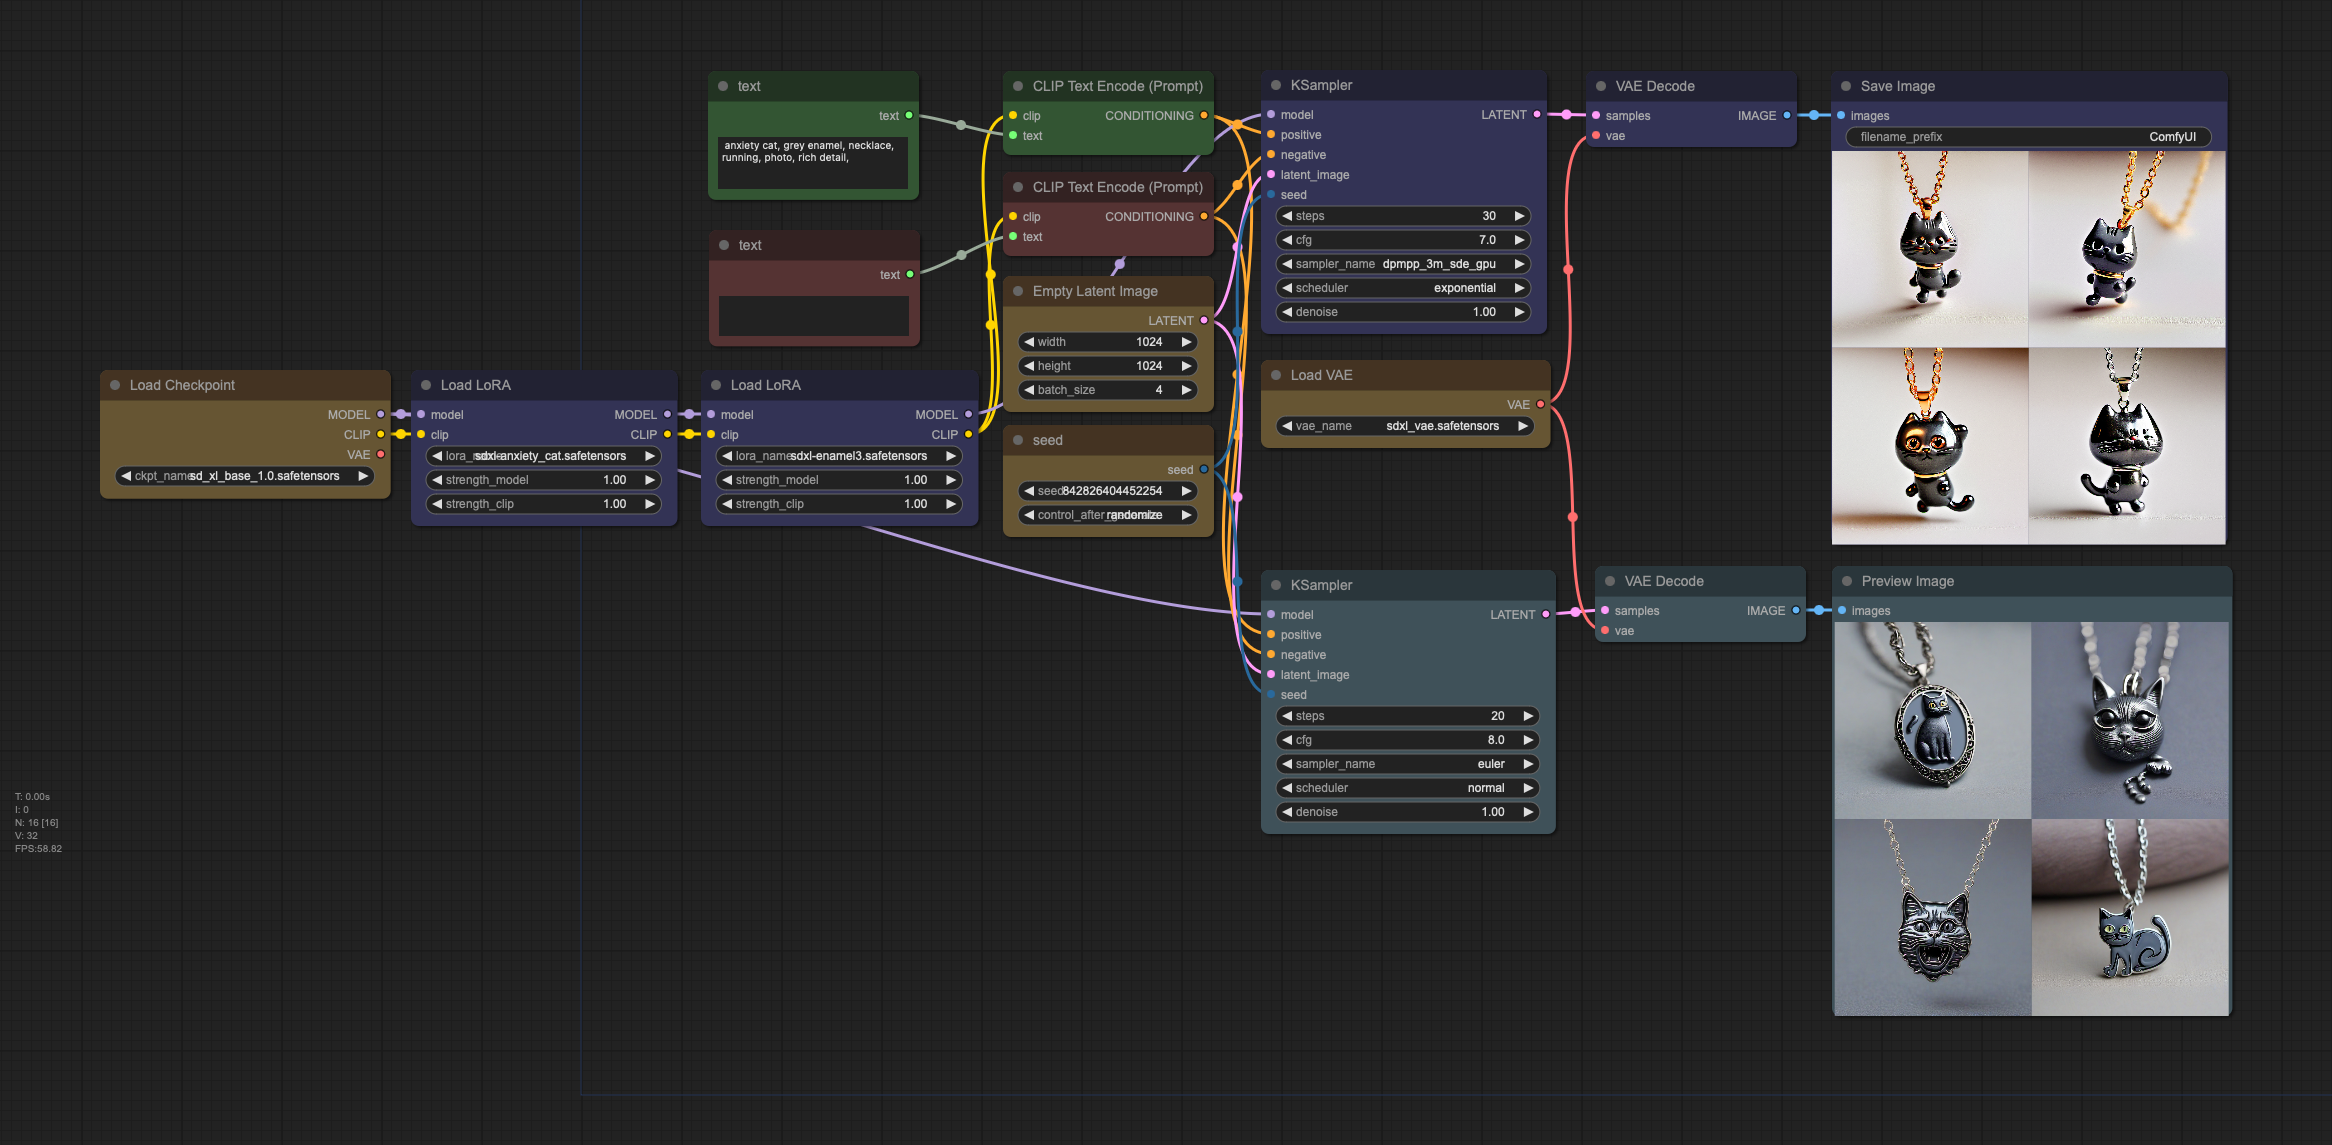 text
text
anxiety cat, grey enamel, necklace,
running, photo, rich detail,
text
text
Load Checkpoint
MODEL
CLIP
VAE
ckpt_name sd_xl_base_1.0.safetensors
Load LoRA
model MODEL
clip CLIP
sdxl-anxiety_cat.safetensors
strength_model 1.00
strength_clip 1.00
Load LoRA
model MODEL
clip CLIP
lora_name sdxl-enamel3.safetensors
strength_model 1.00
strength_clip 1.00
CLIP Text Encode (Prompt)
clip CONDITIONING
text
CLIP Text Encode (Prompt)
clip CONDITIONING
text
Empty Latent Image
LATENT
width 1024
height 1024
batch_size 4
seed
seed
seed 842826404452254
control_after_ randomize
KSampler
model LATENT
positive
negative
latent_image
seed
steps 30
cfg 7.0
sampler_name dpmpp_3m_sde_gpu
scheduler exponential
denoise 1.00
Load VAE
VAE
vae_name sdxl_vae.safetensors
KSampler
model LATENT
positive
negative
latent_image
seed
steps 20
cfg 8.0
sampler_name euler
scheduler normal
denoise 1.00
VAE Decode
samples IMAGE
vae
Save Image
images
filename_prefix ComfyUI
VAE Decode
samples IMAGE
vae
Preview Image
images
T: 0.00s
I: 0
N: 16 [16]
V: 32
FPS:58.82